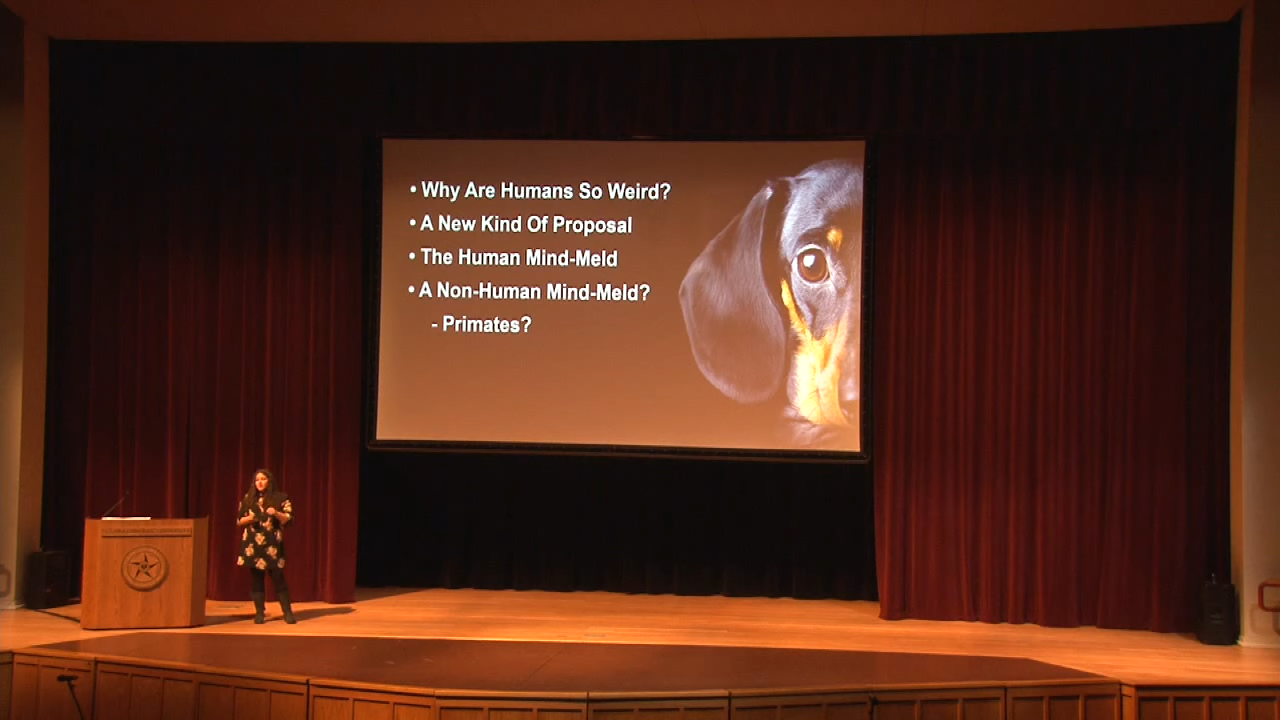 • Why Are Humans So Weird?
• A New Kind Of Proposal
• The Human Mind-Meld
• A Non-Human Mind-Meld?
- Primates?